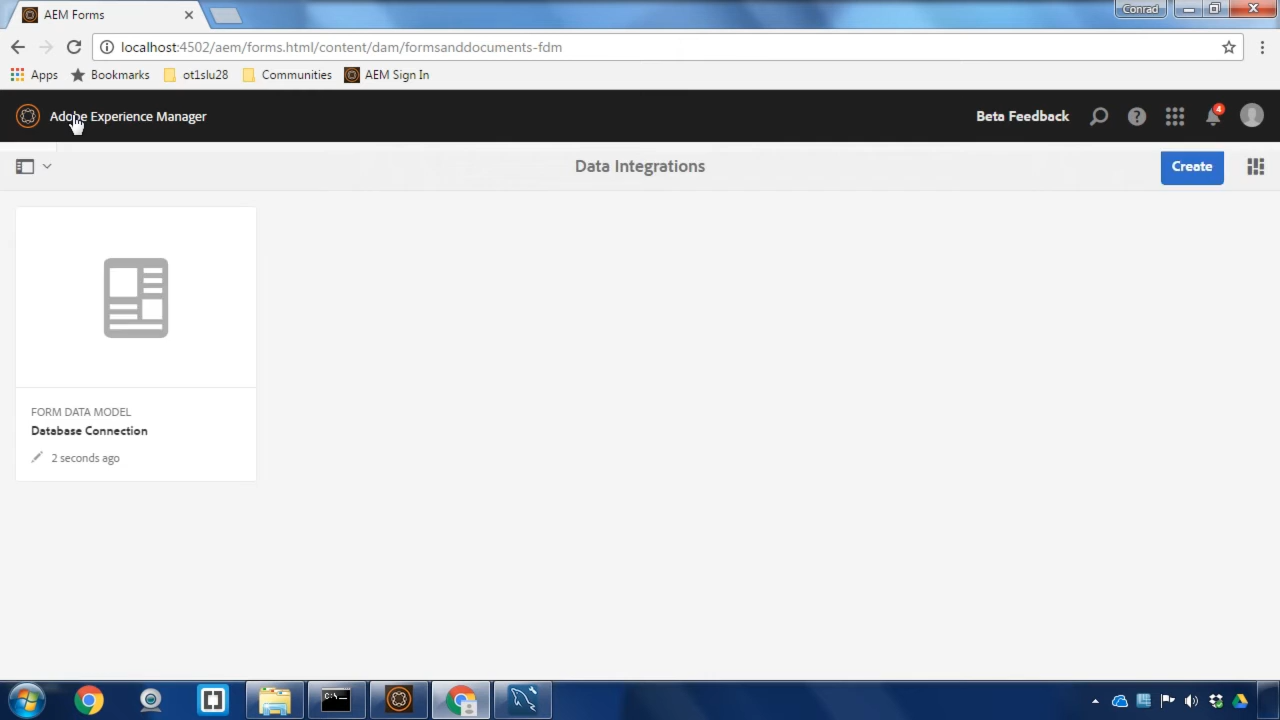 AEM Forms
Conrad
localhost:4502/aem/forms.html/content/dam/formsanddocuments-fdm
Apps Bookmarks ot1slu28 Communities AEM Sign In
Adobe Experience Manager Beta Feedback 4
Data Integrations Create
FORM DATA MODEL
Database Connection
2 seconds ago
C:\_